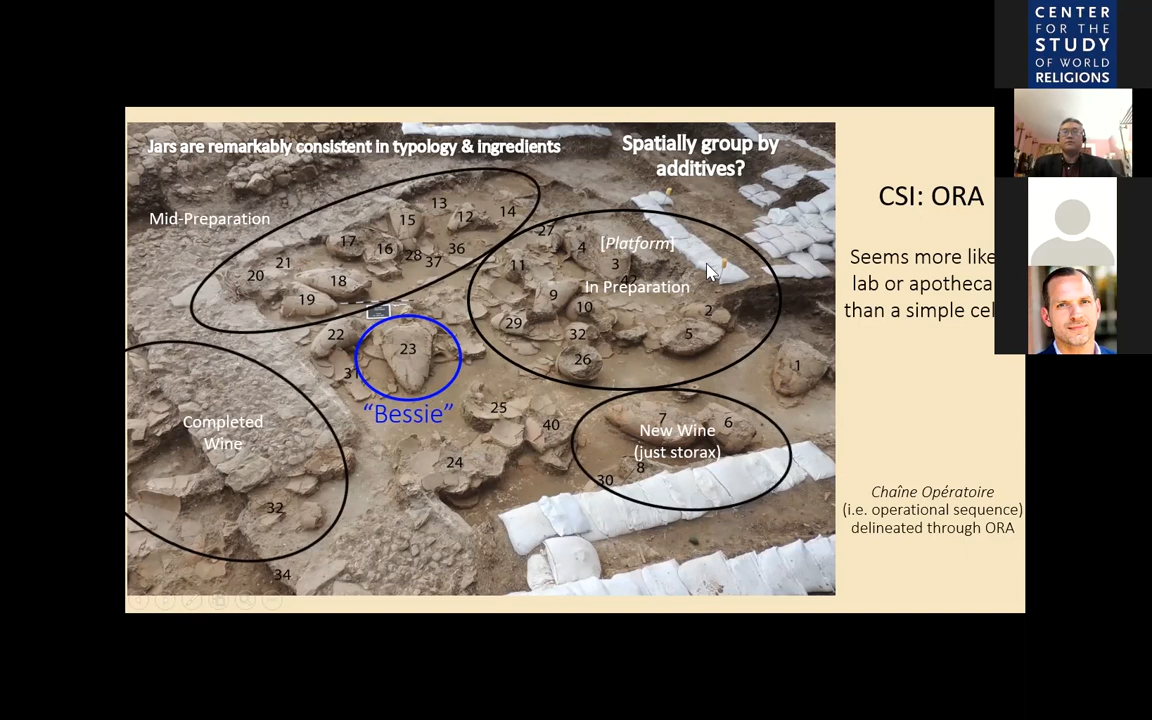 CENTER
FOR THE
STUDY
OF WORLD
RELIGIONS
Jars are remarkably consistent in typology & ingredients
Spatially group by
additives?
Mid-Preparation
13
15
12
14
17
16
28
37
36
21
20
18
19
27
4
[Platform]
3
42
11
In Preparation
9
10
2
29
32
5
26
1
22
23
31
"Bessie"
25
40
24
7
6
New Wine
(just storax)
8
30
Completed
Wine
32
34
CSI: ORA
Seems more like
lab or apotheca
than a simple cel
Chaîne Opératoire
(i.e. operational sequence)
delineated through ORA